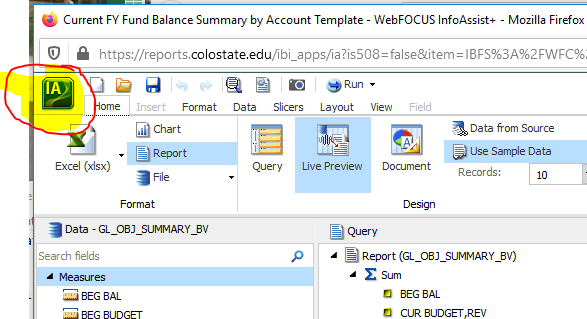 Current FY Fund Balance Summary by Account Template - WebFOCUS InfoAssist+ - Mozilla Firefox
https://reports.colostate.edu/ibi_apps/ia?is508=false&item=IBFS%3A%2FWFC%
IA
Run
Home Insert Format Data Slicers Layout View Field
Excel (xlsx)
Chart
Report
File
Format
Query
Live Preview
Document
Data from Source
Use Sample Data
Records: 10
Design
Data - GL_OBJ_SUMMARY_BV
Search fields
Measures
BEG BAL
BEG BUDGET
Query
Report (GL_OBJ_SUMMARY_BV)
Sum
BEG BAL
CUR BUDGET,REV